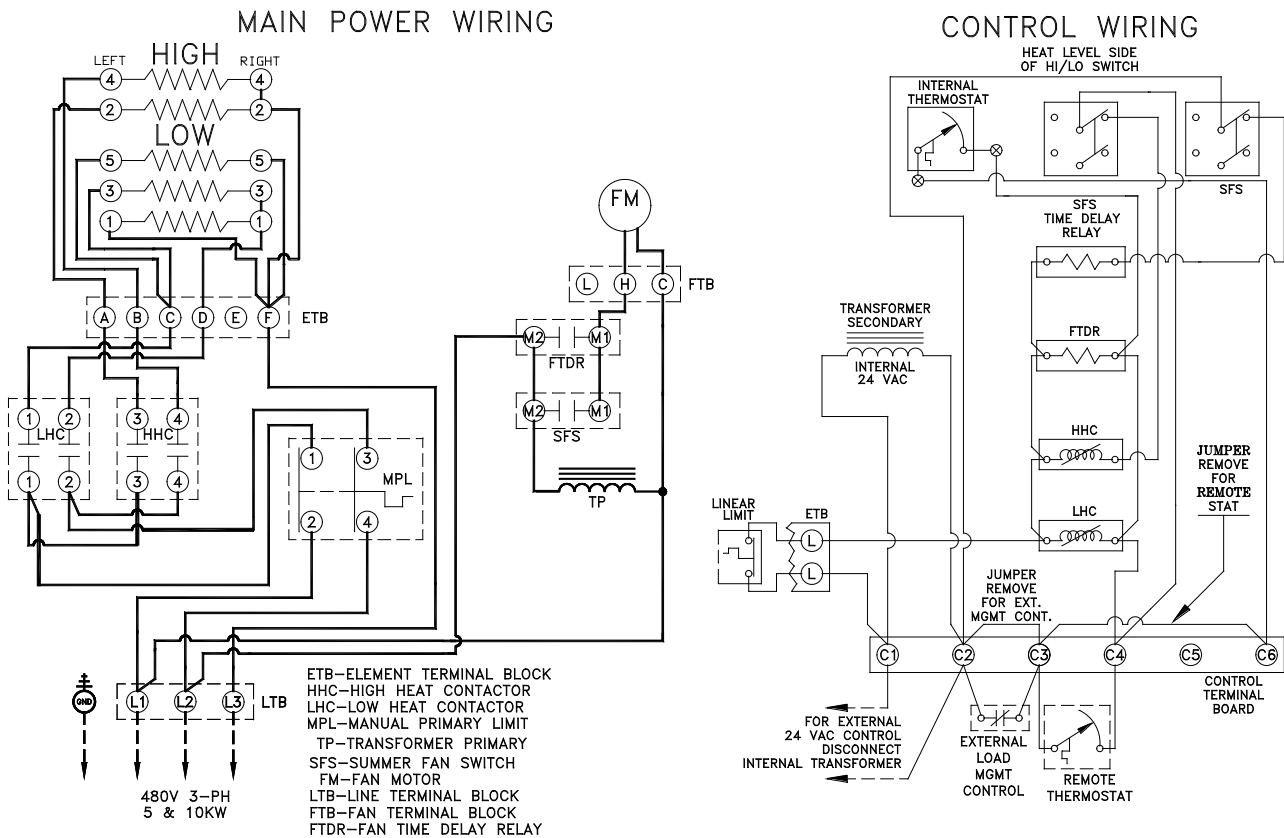 MAIN POWER WIRING
LEFT
HIGH
RIGHT
4
4
2
2
LOW
5
5
3
3
1
1
A
B
C
D
E
F
ETB
1
2
3
4
LHC
HHC
1
2
3
4
1
3
MPL
2
4
FM
L
H
C
FTB
M2
M1
FTDR
M2
M1
SFS
TP
GND
L1
L2
L3
LTB
480V 3-PH
5 & 10KW
ETB-ELEMENT TERMINAL BLOCK
HHC-HIGH HEAT CONTACTOR
LHC-LOW HEAT CONTACTOR
MPL-MANUAL PRIMARY LIMIT
TP-TRANSFORMER PRIMARY
SFS-SUMMER FAN SWITCH
FM-FAN MOTOR
LTB-LINE TERMINAL BLOCK
FTB-FAN TERMINAL BLOCK
FTDR-FAN TIME DELAY RELAY
CONTROL WIRING
HEAT LEVEL SIDE
OF HI/LO SWITCH
INTERNAL
THERMOSTAT
SFS
SFS
TIME DELAY
RELAY
TRANSFORMER
SECONDARY
INTERNAL
24 VAC
FTDR
HHC
LHC
JUMPER
REMOVE
FOR
REMOTE
STAT
LINEAR
LIMIT
ETB
L
L
JUMPER
REMOVE
FOR EXT.
MGMT CONT.
C1
C2
C3
C4
C5
C6
CONTROL
TERMINAL
BOARD
FOR EXTERNAL
24 VAC CONTROL
DISCONNECT
INTERNAL TRANSFORMER
EXTERNAL
LOAD
MGMT
CONTROL
REMOTE
THERMOSTAT